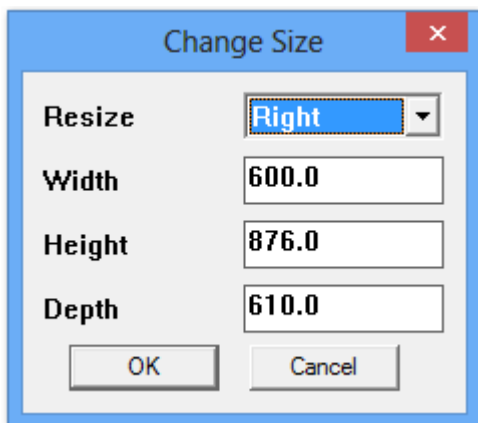 Change Size
Resize Right
Width 600.0
Height 876.0
Depth 610.0
OK Cancel